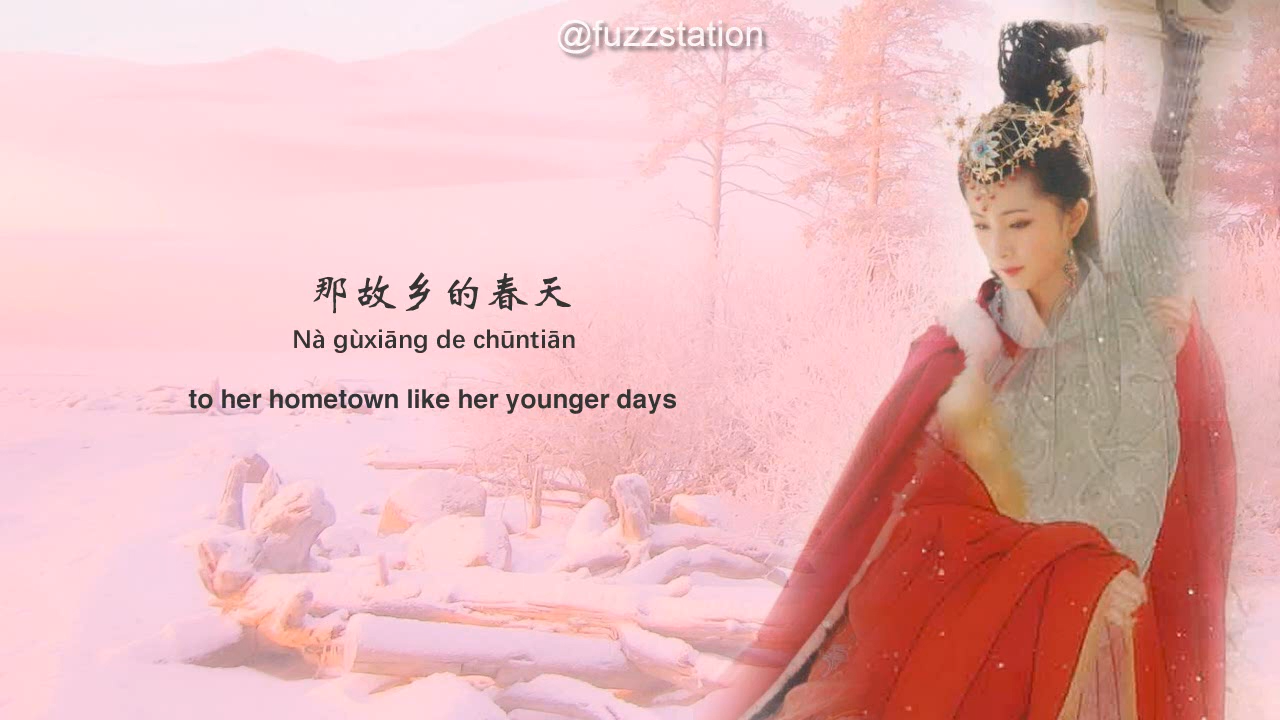 @fuzzstation
那故乡的春天
Nà gùxiāng de chūntiān
to her hometown like her younger days